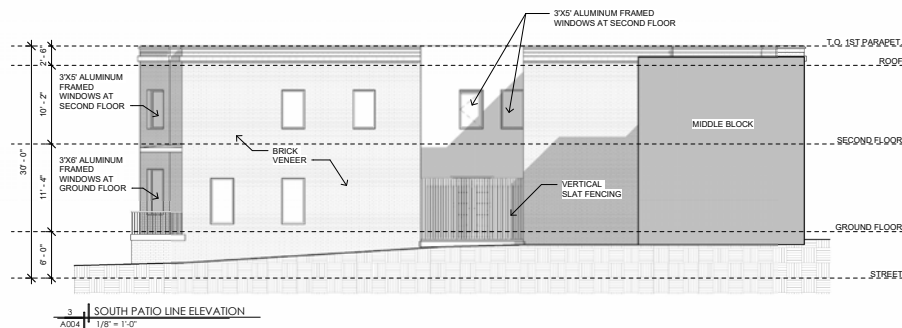 3'X5' ALUMINUM FRAMED
WINDOWS AT SECOND FLOOR
T.O. 1ST PARAPET
2'- 6"
ROOF
3'X5' ALUMINUM
FRAMED
WINDOWS AT
SECOND FLOOR
10' - 2"
MIDDLE BLOCK
SECOND FLOOR
30' - 0"
BRICK
VENEER
3'X6' ALUMINUM
FRAMED
WINDOWS AT
GROUND FLOOR
11' - 4"
VERTICAL
SLAT FENCING
GROUND FLOOR
6' - 0"
STREET
3
SOUTH PATIO LINE ELEVATION
A004
1/8" = 1'-0"